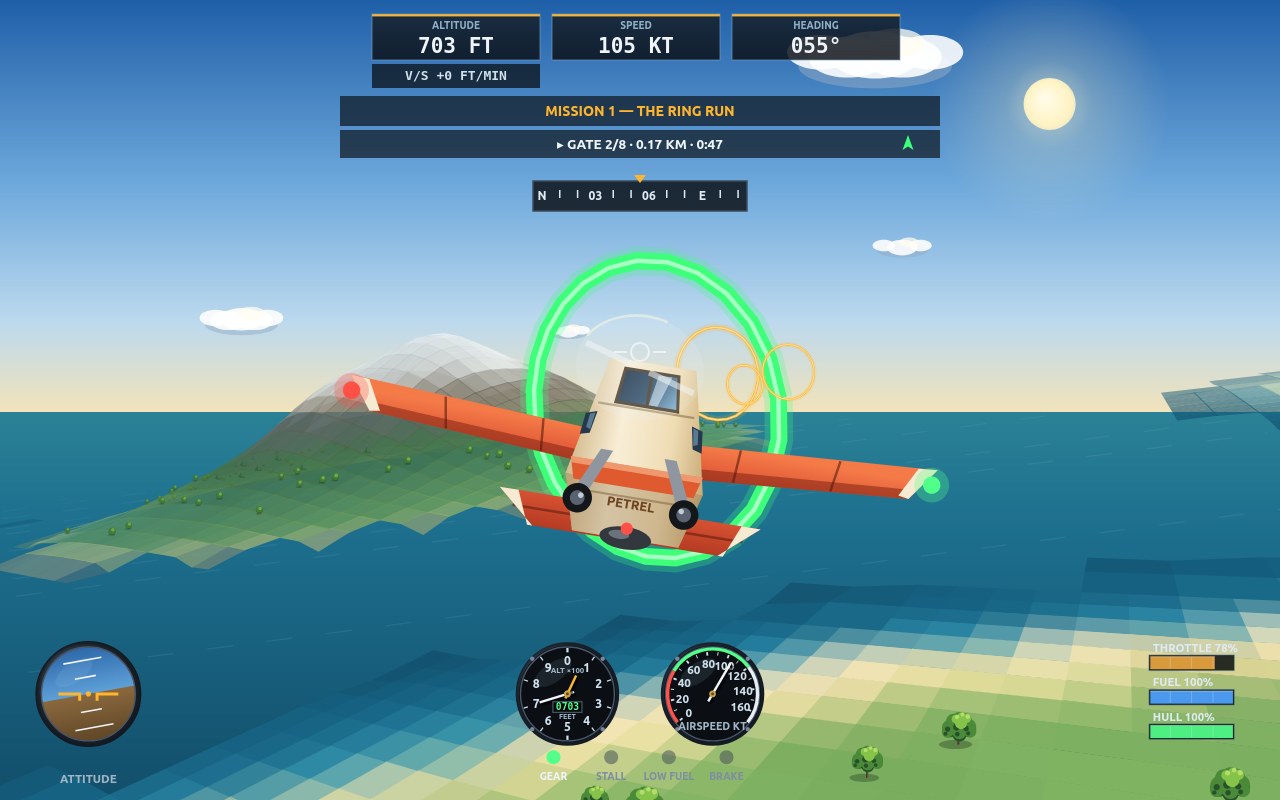 ALTITUDE
703 FT
V/S +0 FT/MIN
SPEED
105 KT
HEADING
055°
MISSION 1 — THE RING RUN
▸ GATE 2/8 · 0.17 KM · 0:47
N 03 06 E
PETREL
ATTITUDE
0 1 2 3 4 5 6 7 8 9
ALT ×100
0703
FEET
0 20 40 60 80 100 120 140 160
AIRSPEED KT
GEAR STALL LOW FUEL BRAKE
THROTTLE 78%
FUEL 100%
HULL 100%